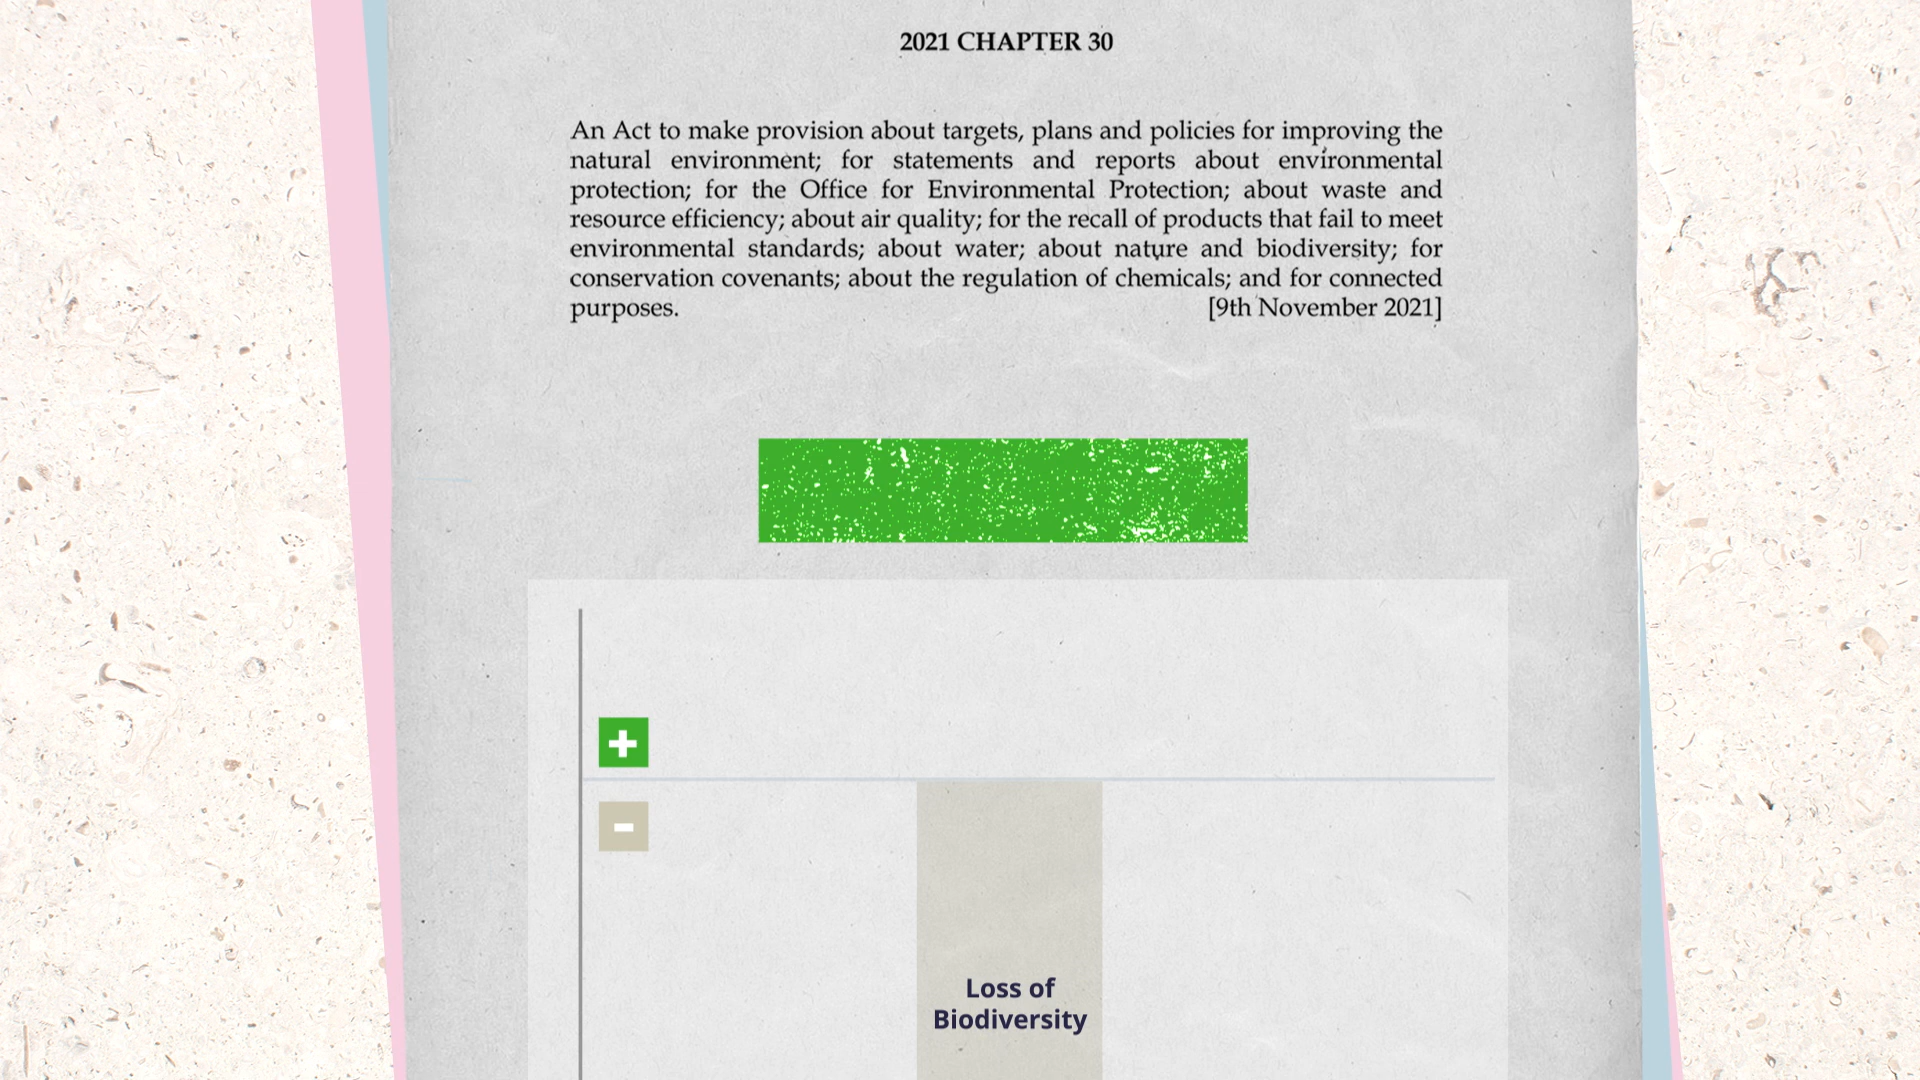 2021 CHAPTER 30
An Act to make provision about targets, plans and policies for improving the
natural environment; for statements and reports about environmental
protection; for the Office for Environmental Protection; about waste and
resource efficiency; about air quality; for the recall of products that fail to meet
environmental standards; about water; about nature and biodiversity; for
conservation covenants; about the regulation of chemicals; and for connected
purposes. [9th November 2021]
+
-
Loss of
Biodiversity